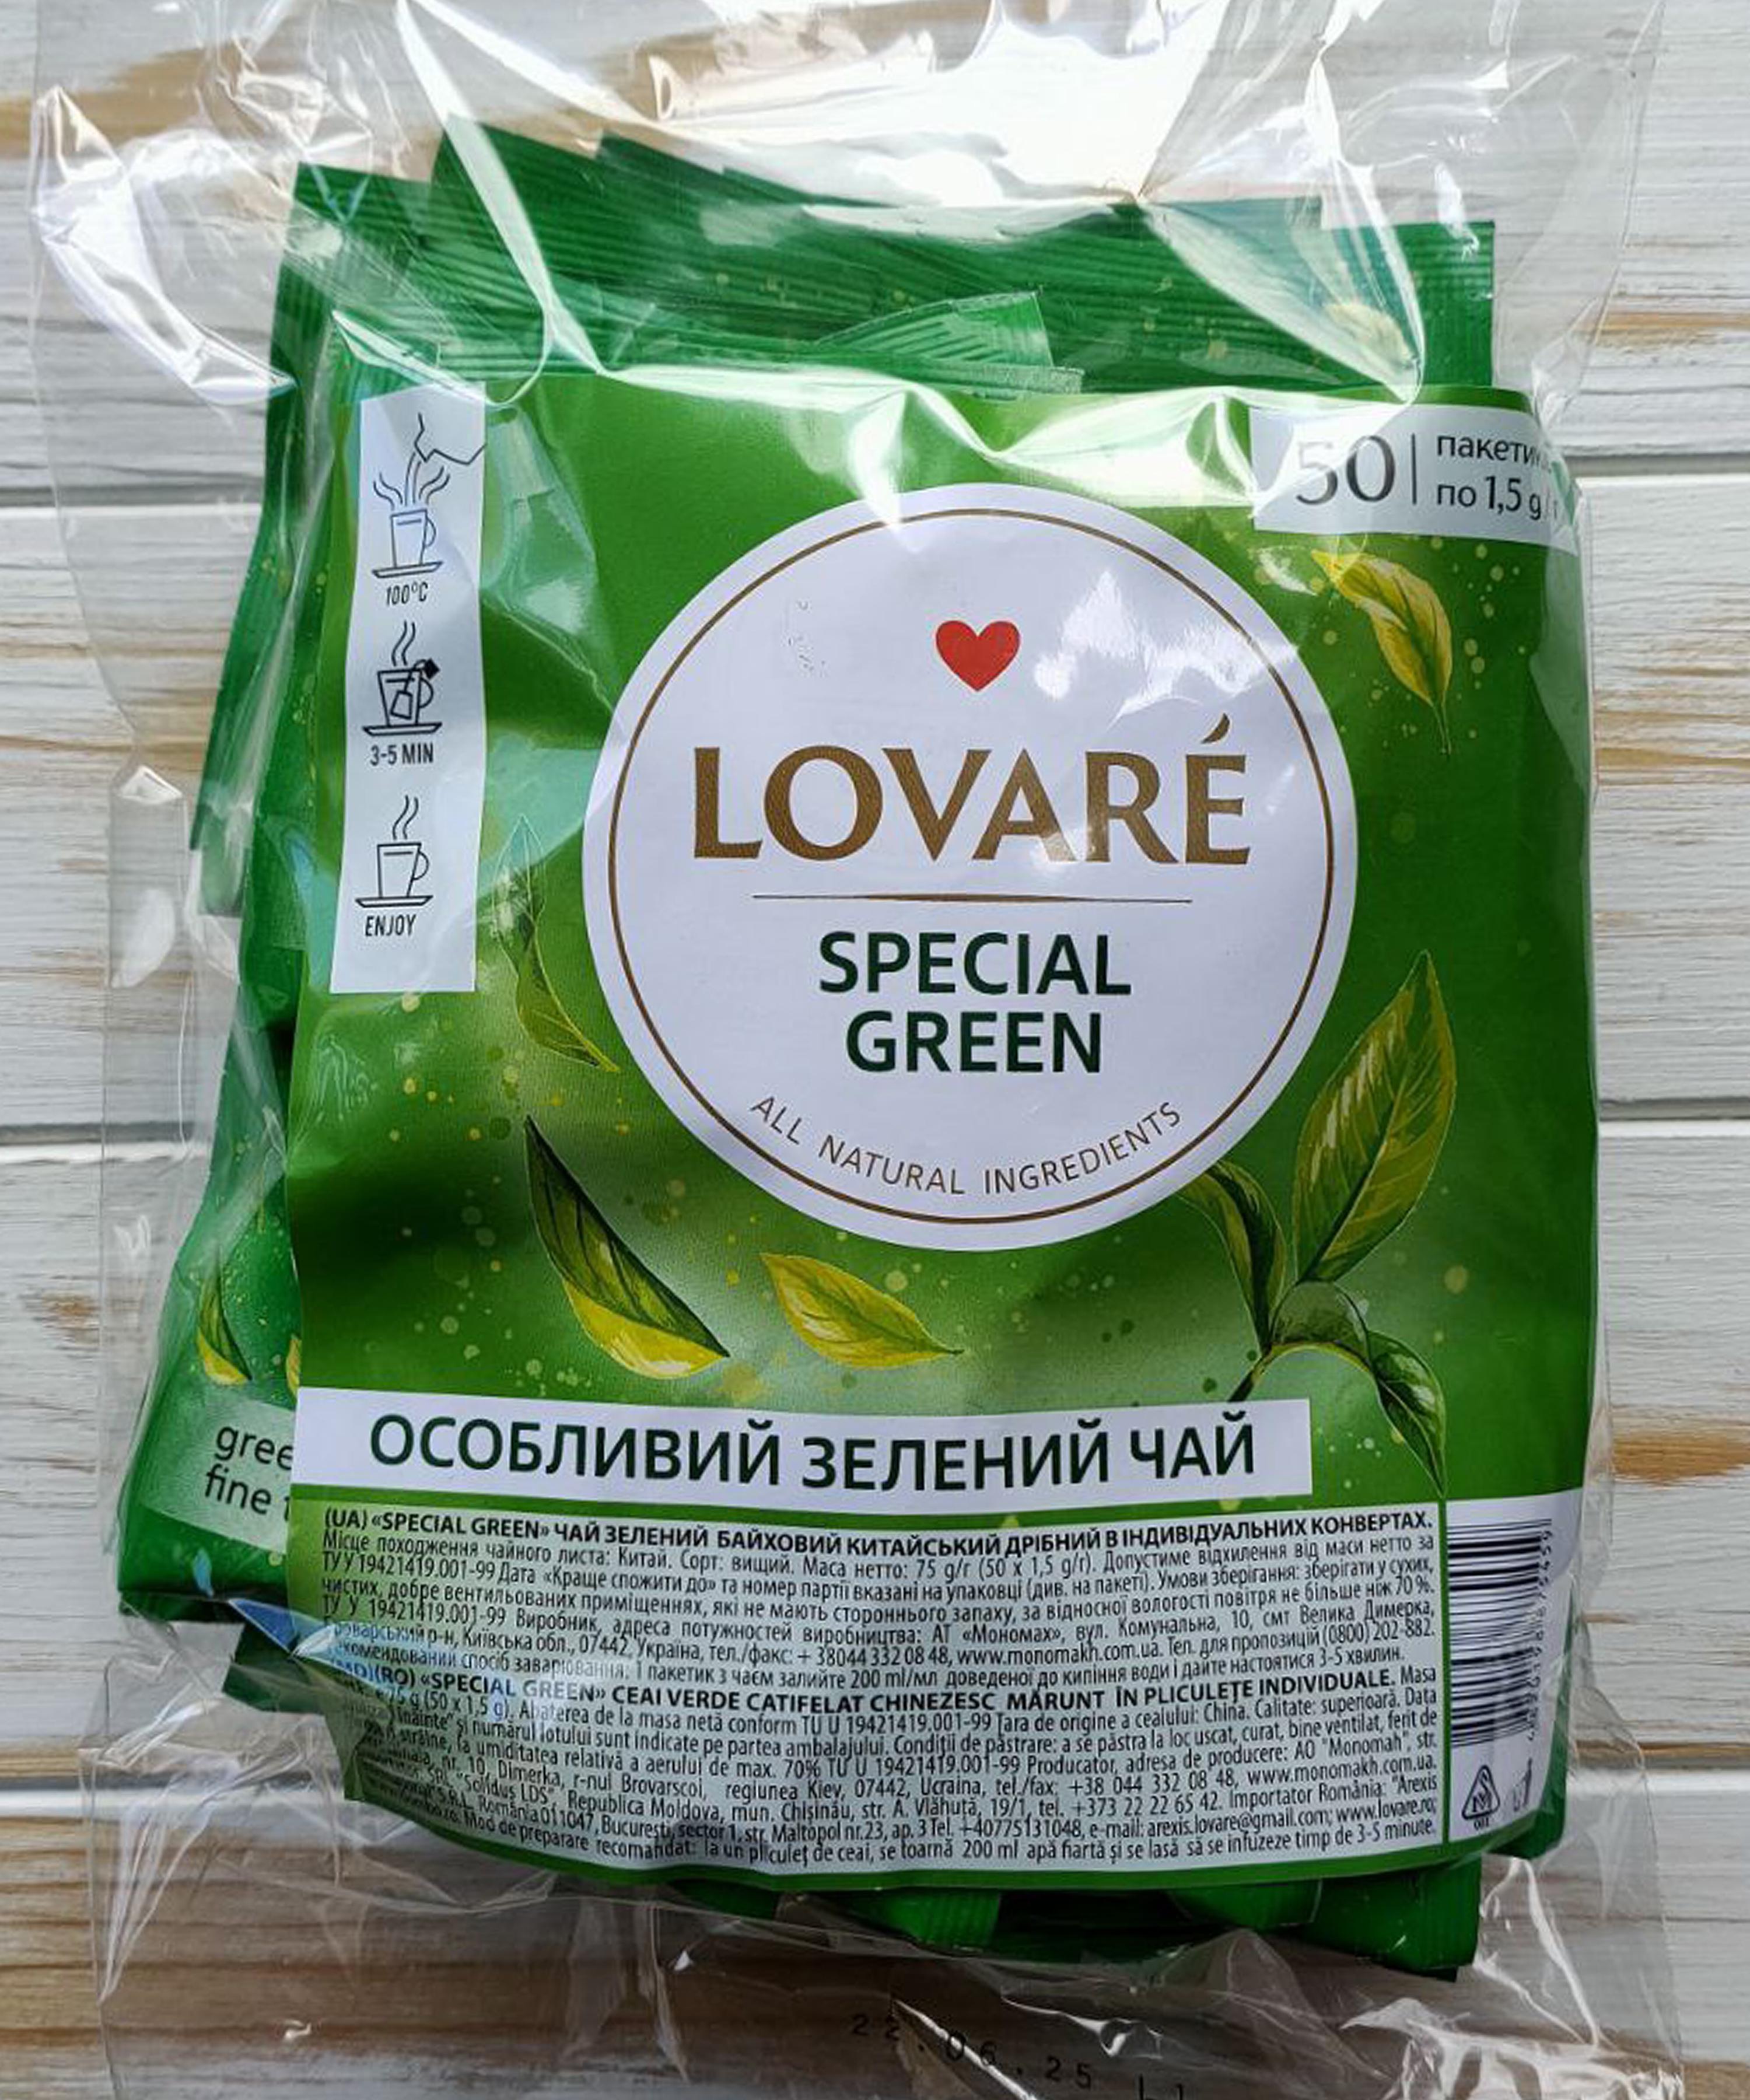 50 пакетик
по 1,5 g
100°C
3-5 MIN
ENJOY
LOVARÉ
SPECIAL
GREEN
ALL NATURAL INGREDIENTS
gree
fine
ОСОБЛИВИЙ ЗЕЛЕНИЙ ЧАЙ
(UA) «SPECIAL GREEN» ЧАЙ ЗЕЛЕНИЙ БАЙХОВИЙ КИТАЙСЬКИЙ ДРІБНИЙ В ІНДИВІДУАЛЬНИХ КОНВЕРТАХ.
Місце походження чайного листа: Китай. Сорт: вищий. Маса нетто: 75 g/г (50 x 1,5 g/г). Допустиме відхилення від маси нетто за
ТУ У 19421419.001-99 Дата «Краще спожити до» та номер партії вказані на упаковці (див. на пакеті). Умови зберігання: зберігати у сухих,
чистих, добре вентильованих приміщеннях, які не мають стороннього запаху, за відносної вологості повітря не більше ніж 70 %.
ТУ У 19421419.001-99 Виробник, адреса потужностей виробництва: АТ «Мономах», вул. Комунальна, 10, смт Велика Димерка,
Броварський р-н, Київська обл., 07442, Україна, тел./факс: + 38044 332 08 48, www.monomakh.com.ua. Тел. для пропозицій (0800) 202-882.
Рекомендований спосіб заварювання: 1 пакетик з чаєм залийте 200 ml/мл доведеної до кипіння води і дайте настоятися 3-5 хвилин.
(MD)(RO) «SPECIAL GREEN» CEAI VERDE CATIFELAT CHINEZESC MĂRUNT ÎN PLICULEȚE INDIVIDUALE. Masa
75 g (50 x 1,5 g). Abaterea de la masa netă conform TU U 19421419.001-99 Țara de origine a cealului: China. Calitate: superioară. Data
înainte" și numărul lotului sunt indicate pe partea ambalajului. Condiții de păstrare: a se păstra la loc uscat, curat, bine ventilat, ferit de
străine, la umiditatea relativă a aerului de max. 70% TU U 19421419.001-99 Producator, adresa de producere: AO "Monomah", str.
nr. 10, Dimerka, r-nul Brovarscoi, regiunea Kiev, 07442, Ucraina, tel./fax: +38 044 332 08 48, www.monomakh.com.ua.
SRL "Solidus LDS", Republica Moldova, mun. Chișinău, str. A. Vlăhuță, 19/1, tel. +373 22 22 65 42. Importator România: "Arexis
S.R.L. România 011047, București, sector 1, str. Maltopol nr.23, ap. 3 Tel. +40775131048, e-mail: arexis.lovare@gmail.com; www.lovare.ro;
Mod de preparare recomandat: la un pliculeț de ceai, se toarnă 200 ml apă fiartă și se lasă să se infuzeze timp de 3-5 minute.
22.06.25 L1